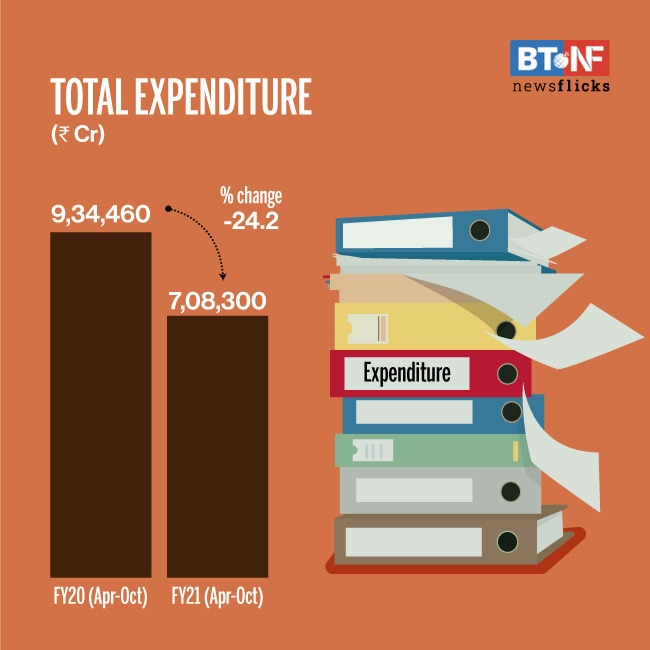 BT NF
newsflicks
TOTAL EXPENDITURE
(₹ Cr)
% change
-24.2
9,34,460
7,08,300
Expenditure
FY20 (Apr-Oct)
FY21 (Apr-Oct)